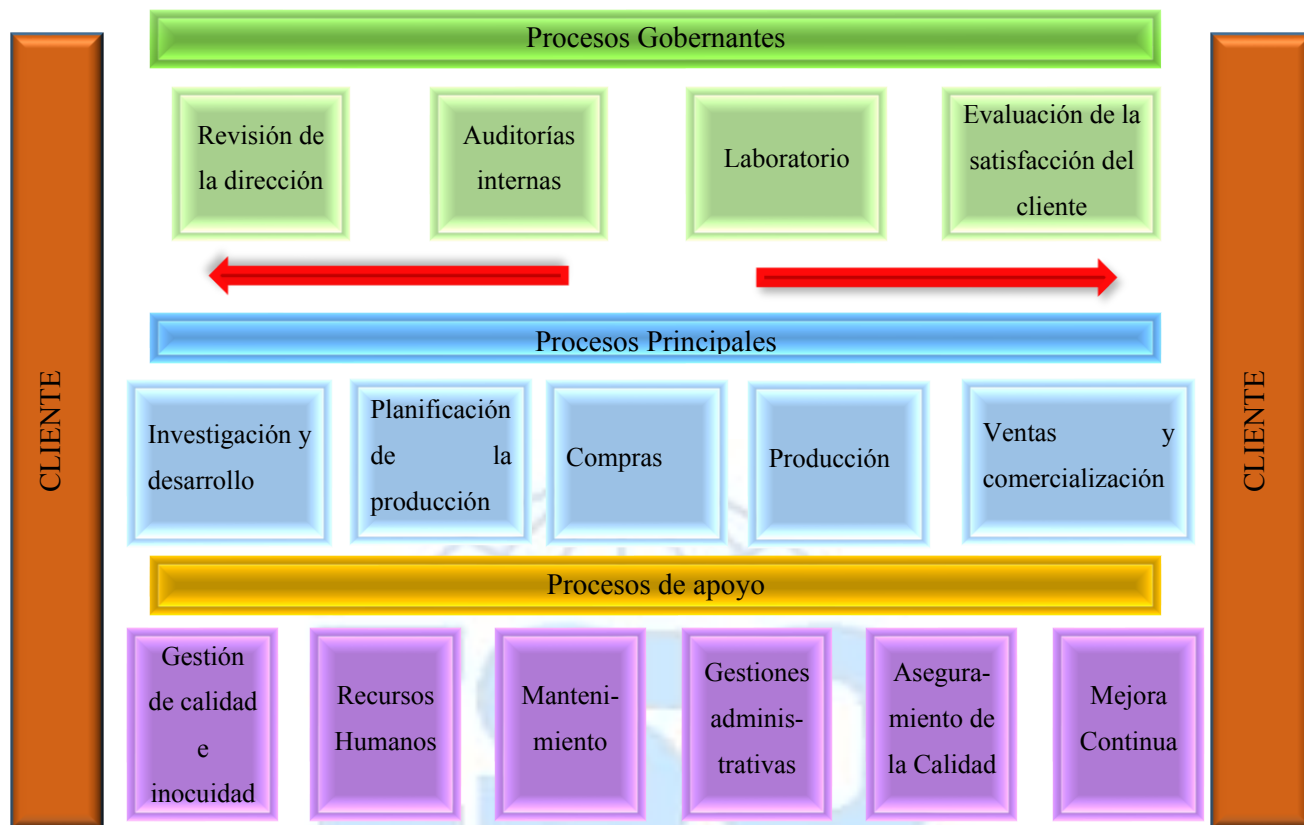 Procesos Gobernantes
Revisión de
la dirección
Auditorías
internas
Laboratorio
Evaluación de la
satisfacción del
cliente
CLIENTE
Procesos Principales
Investigación y
desarrollo
Planificación
de la
producción
Compras
Producción
Ventas y
comercialización
CLIENTE
Procesos de apoyo
Gestión
de calidad
e
inocuidad
Recursos
Humanos
Manteni-
miento
Gestiones
adminis-
trativas
Asegura-
miento de
la Calidad
Mejora
Continua